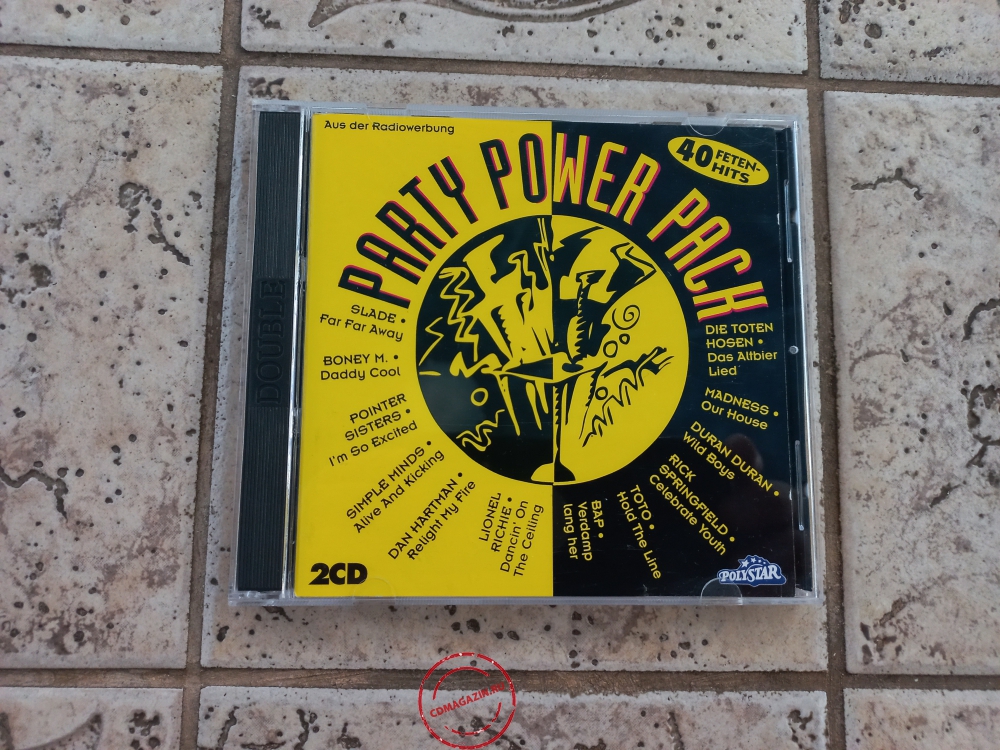 Aus der Radiowerbung
PARTY POWER PACK
40 FETEN-
HITS
DOUBLE
SLADE •
Far Far Away
BONEY M. •
Daddy Cool
POINTER
SISTERS •
I'm So Excited
SIMPLE MINDS •
Alive And Kicking
DAN HARTMAN •
Relight My Fire
LIONEL
RICHIE •
Dancin' On
The Ceiling
BAP •
Verdamp
lang her
TOTO •
Hold The Line
RICK
SPRINGFIELD •
Celebrate Youth
DURAN DURAN •
Wild Boys
MADNESS •
Our House
DIE TOTEN
HOSEN •
Das Altbier
Lied
2CD
POLYSTAR
CDMAGAZIN.RU